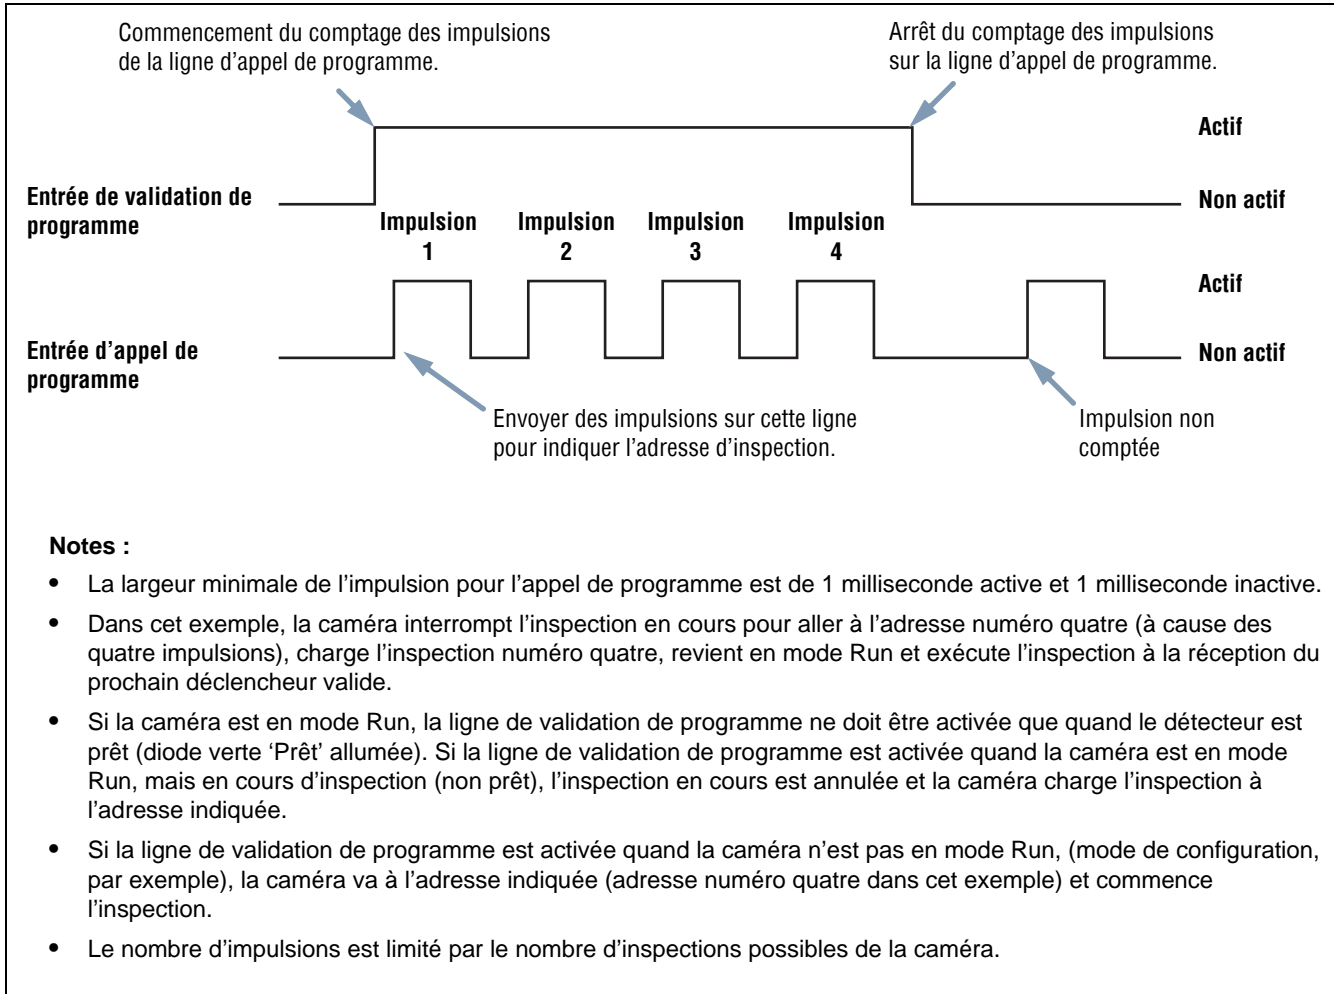 Commencement du comptage des impulsions
de la ligne d'appel de programme.
Arrêt du comptage des impulsions
sur la ligne d'appel de programme.
Actif
Entrée de validation de
programme
Non actif
Impulsion
1
Impulsion
2
Impulsion
3
Impulsion
4
Actif
Entrée d'appel de
programme
Non actif
Envoyer des impulsions sur cette ligne
pour indiquer l'adresse d'inspection.
Impulsion non
comptée
Notes :
• La largeur minimale de l'impulsion pour l'appel de programme est de 1 milliseconde active et 1 milliseconde inactive.
• Dans cet exemple, la caméra interrompt l'inspection en cours pour aller à l'adresse numéro quatre (à cause des
quatre impulsions), charge l'inspection numéro quatre, revient en mode Run et exécute l'inspection à la réception du
prochain déclencheur valide.
• Si la caméra est en mode Run, la ligne de validation de programme ne doit être activée que quand le détecteur est
prêt (diode verte 'Prêt' allumée). Si la ligne de validation de programme est activée quand la caméra est en mode
Run, mais en cours d'inspection (non prêt), l'inspection en cours est annulée et la caméra charge l'inspection à
l'adresse indiquée.
• Si la ligne de validation de programme est activée quand la caméra n'est pas en mode Run, (mode de configuration,
par exemple), la caméra va à l'adresse indiquée (adresse numéro quatre dans cet exemple) et commence
l'inspection.
• Le nombre d'impulsions est limité par le nombre d'inspections possibles de la caméra.